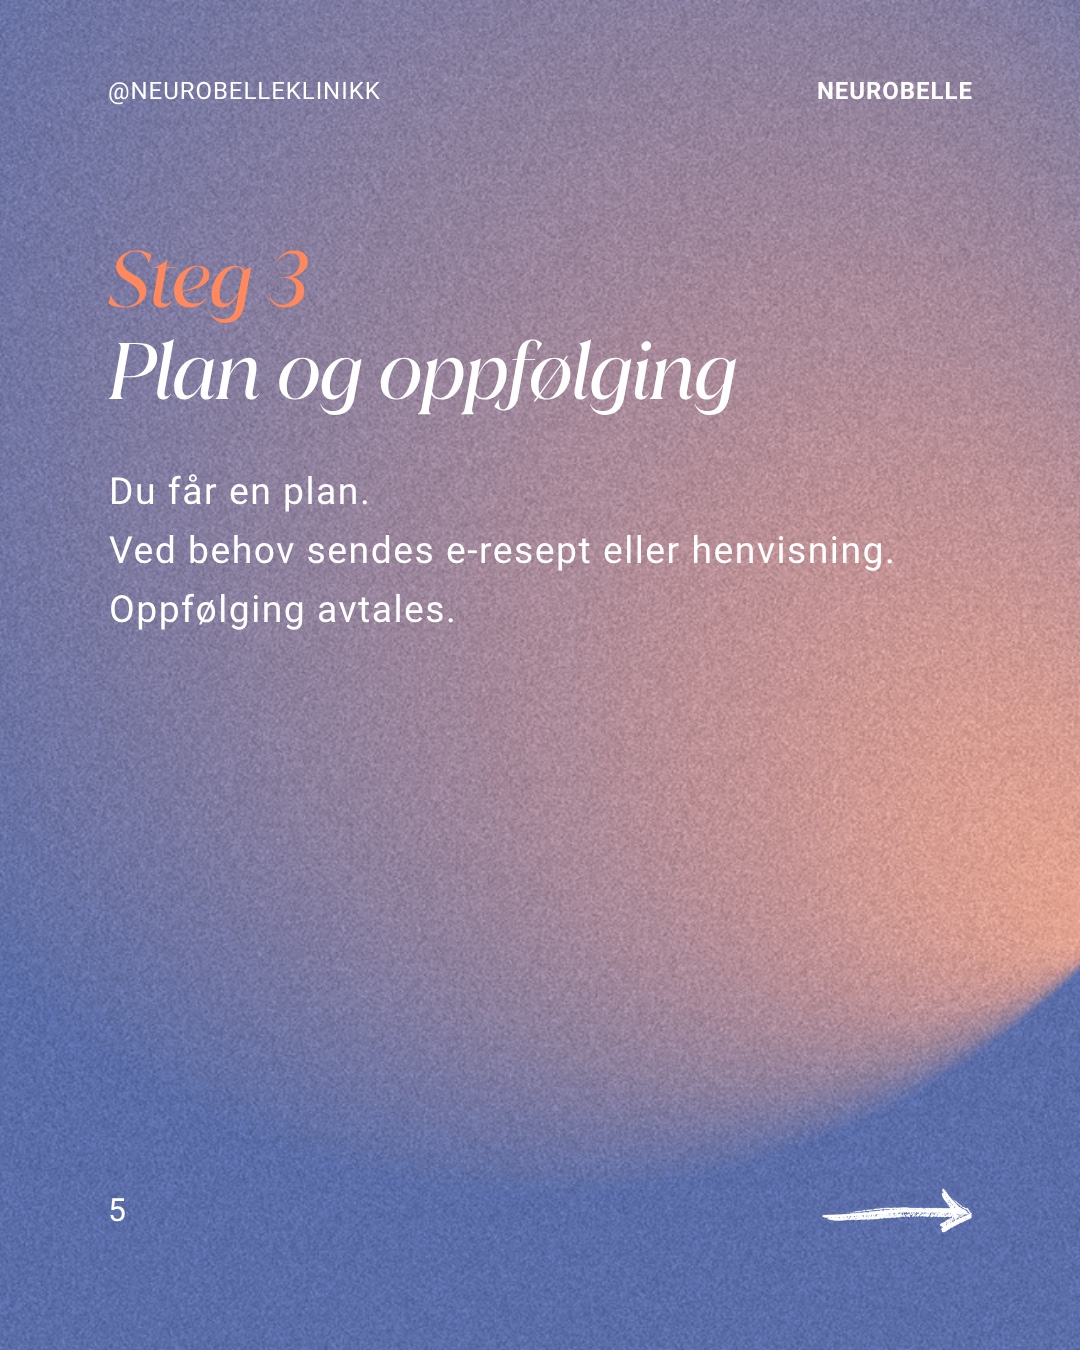 @NEUROBELLEKLINIKK
NEUROBELLE
Steg 3
Plan og oppfølging
Du får en plan.
Ved behov sendes e-resept eller henvisning.
Oppfølging avtales.
5